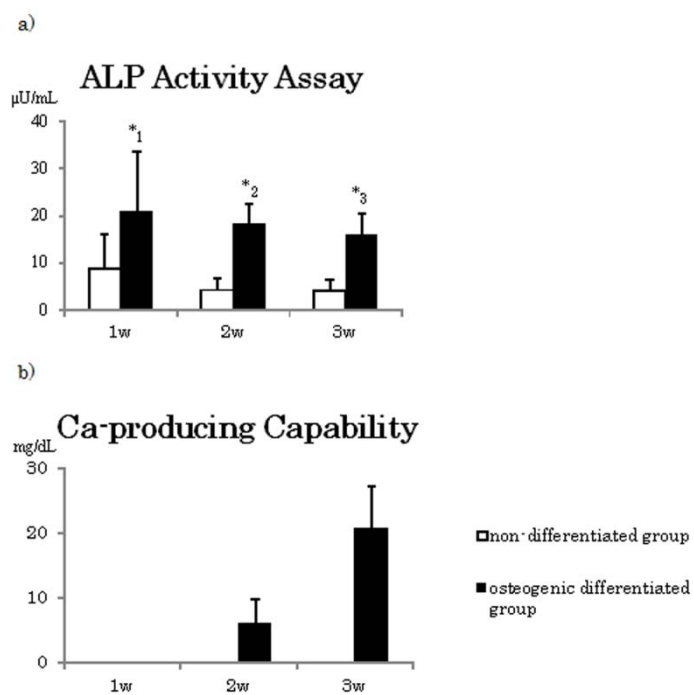 a)
ALP Activity Assay
μU/mL
40
30
20
10
0
*1
*2
*3
1w
2w
3w
b)
Ca-producing Capability
mg/dL
30
20
10
0
1w
2w
3w
non-differentiated group
osteogenic differentiated
group